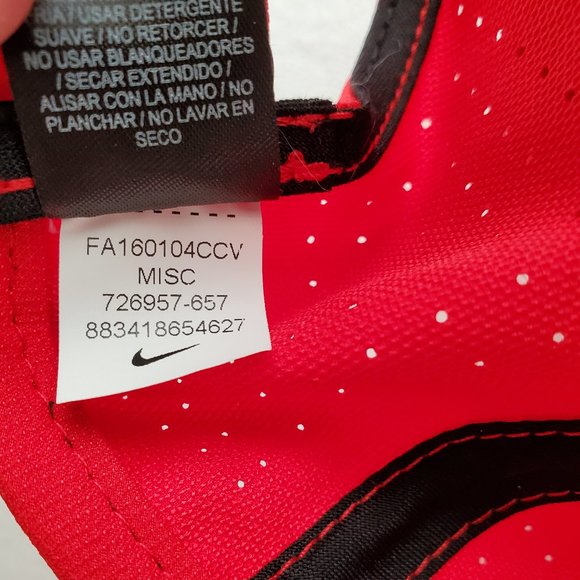 USAR DETERGENTE
SUAVE / NO RETORCER /
NO USAR BLANQUEADORES
/ SECAR EXTENDIDO /
ALISAR CON LA MANO / NO
PLANCHAR / NO LAVAR EN
SECO
FA160104CCV
MISC
726957-657
883418654627